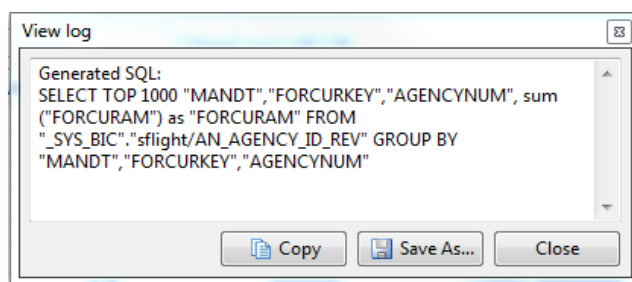 View log
Generated SQL:
SELECT TOP 1000 "MANDT","FORCURKEY","AGENCYNUM", sum
("FORCURAM") as "FORCURAM" FROM
"_SYS_BIC"."sflight/AN_AGENCY_ID_REV" GROUP BY
"MANDT","FORCURKEY","AGENCYNUM"
Copy Save As... Close